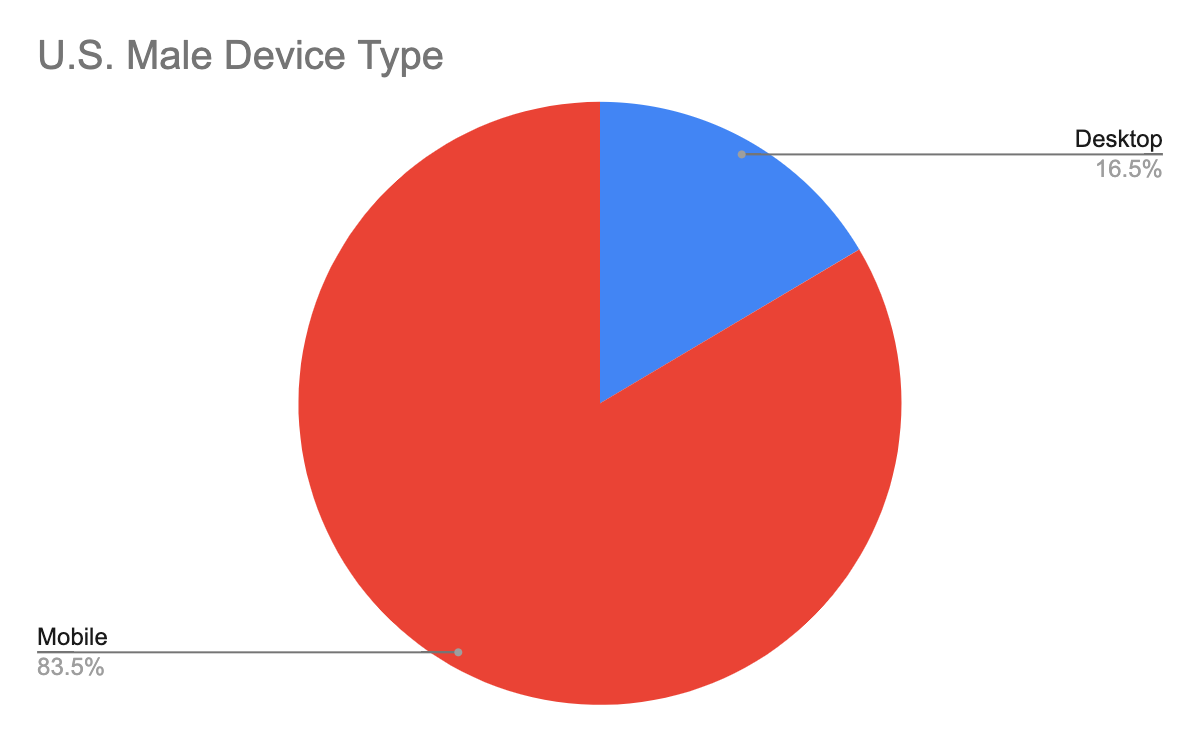 U.S. Male Device Type
Desktop
16.5%
Mobile
83.5%